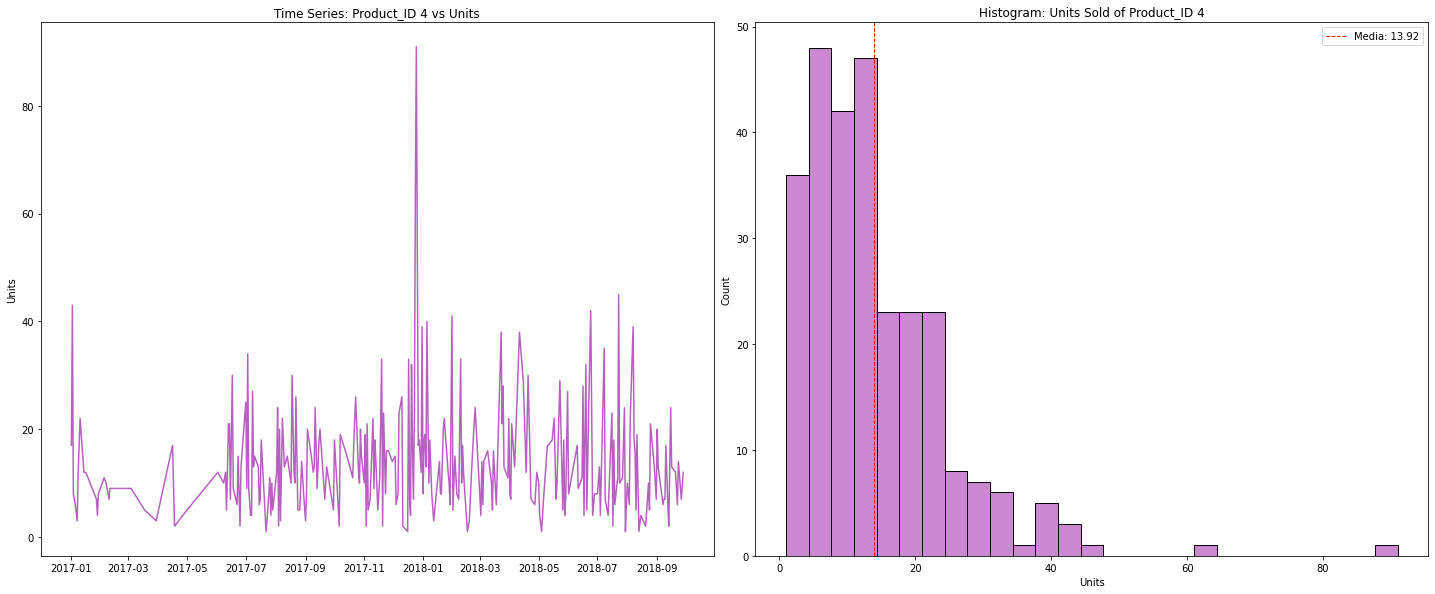 Time Series: Product_ID 4 vs Units
Units
80
60
40
20
0
2017-01 2017-03 2017-05 2017-07 2017-09 2017-11 2018-01 2018-03 2018-05 2018-07 2018-09
Histogram: Units Sold of Product_ID 4
Media: 13.92
Count
50
40
30
20
10
0
0 20 40 60 80
Units